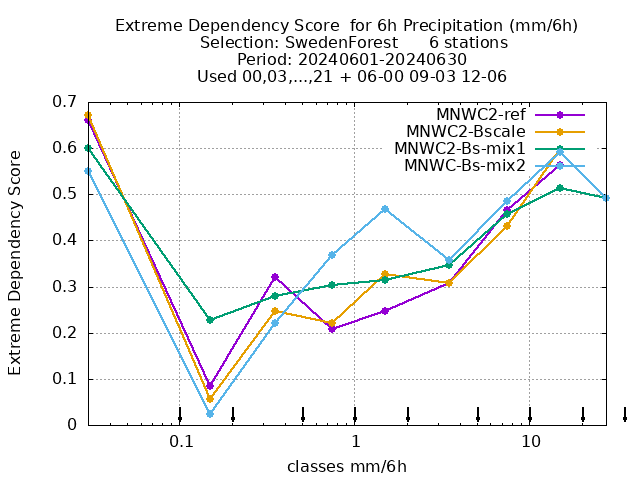 Extreme Dependency Score  for 6h Precipitation (mm/6h)
Selection: SwedenForest      6 stations
Period: 20240601-20240630
Used 00,03,...,21 + 06-00 09-03 12-06
MNWC2-ref
MNWC2-Bscale
MNWC2-Bs-mix1
MNWC-Bs-mix2
Extreme Dependency Score
0.7
0.6
0.5
0.4
0.3
0.2
0.1
0
0.1 1 10
classes mm/6h